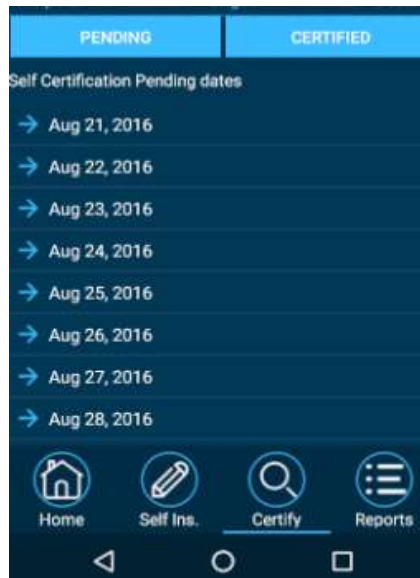 PENDING CERTIFIED
Self Certification Pending dates
Aug 21, 2016
Aug 22, 2016
Aug 23, 2016
Aug 24, 2016
Aug 25, 2016
Aug 26, 2016
Aug 27, 2016
Aug 28, 2016
Home Self Ins. Certify Reports